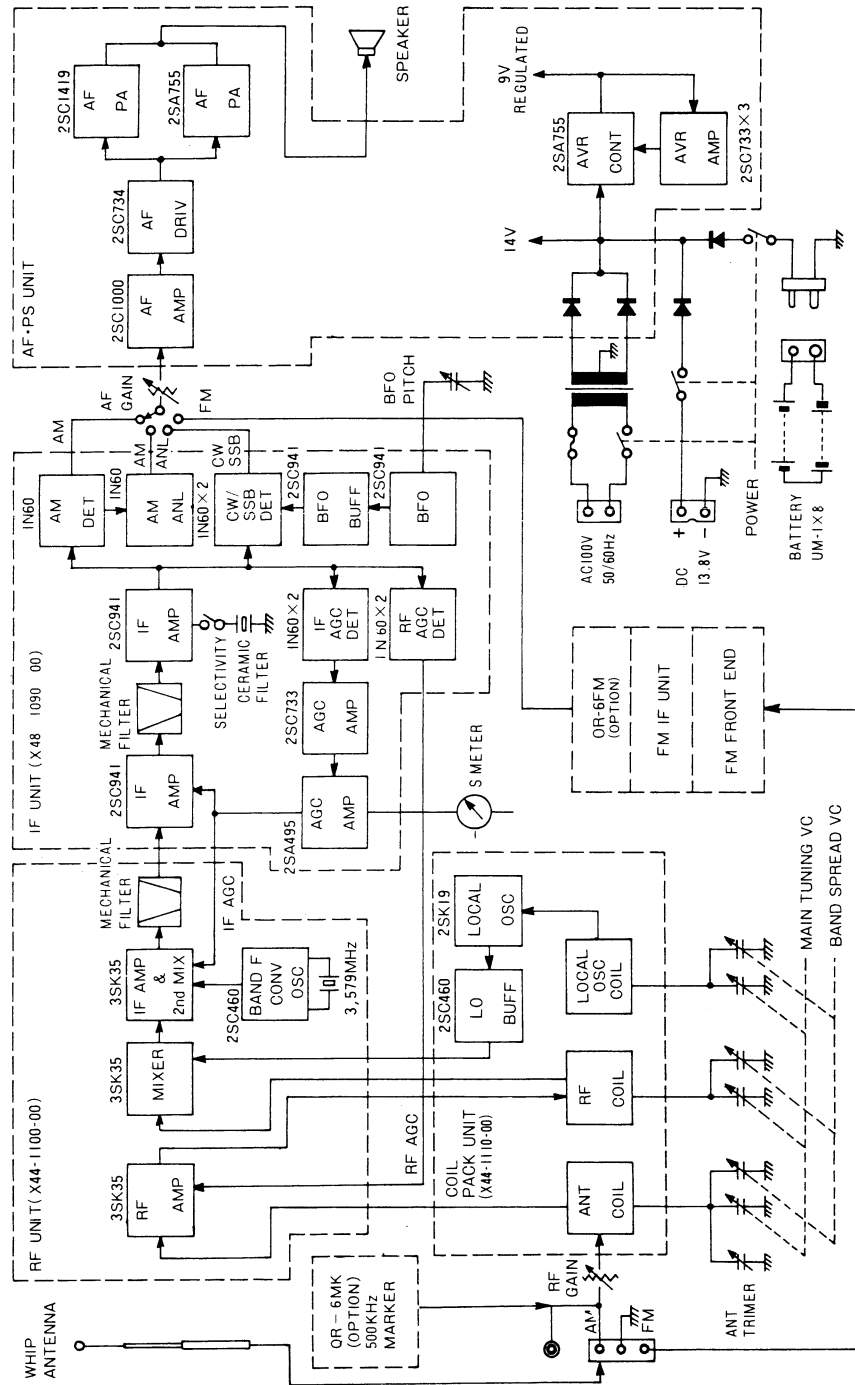 WHIP
ANTENNA
RF UNIT (X44-1100-00)
3SK35
RF
AMP
3SK35
MIXER
3SK35
IF AMP
&
2nd MIX
MECHANICAL
FILTER
2SC460
BAND F
CONV
OSC
3,579MHz
IF AGC
RF AGC
IF UNIT (X48 1090 00)
2SC941
IF
AMP
MECHANICAL
FILTER
2SC941
IF
AMP
SELECTIVITY
CERAMIC
FILTER
1N60
AM
DET
1N60
AM
ANL
1N60×2
CW/
SSB
DET
2SC941
BFO
BUFF
2SC941
BFO
1N60×2
IF
AGC
DET
1N60×2
RF
AGC
DET
2SC733
AGC
AMP
2SA495
AGC
AMP
S METER
AM
AM
ANL
CW
SSB
AF
GAIN
FM
BFO
PITCH
AF·PS UNIT
2SC1000
AF
AMP
2SC734
AF
DRIV
2SC1419
AF
PA
2SA755
AF
PA
SPEAKER
QR-6MK
(OPTION)
500KHz
MARKER
AM
FM
RF
GAIN
COIL
PACK UNIT
(X44-1110-00)
ANT
COIL
RF
COIL
2SC460
LO
BUFF
2SK19
LOCAL
OSC
LOCAL
OSC
COIL
ANT
TRIMER
MAIN TUNING VC
BAND SPREAD VC
QR-6FM
(OPTION)
FM IF UNIT
FM FRONT END
AC100V
50/60Hz
DC
13.8V
+
-
POWER
BATTERY
UM-1×8
14V
2SA755
AVR
CONT
9V
REGULATED
AVR
AMP
2SC733×3